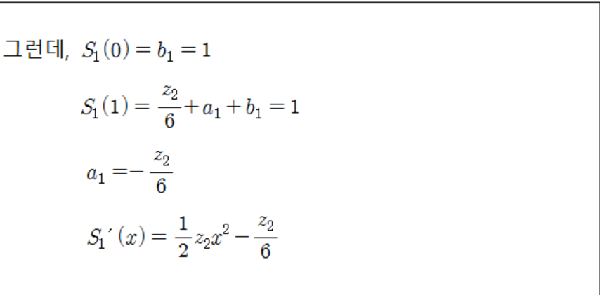 그런데, S₁(0) = b₁ = 1
S₁(1) = z₂/6 + a₁ + b₁ = 1
a₁ = − z₂/6
S₁′(x) = 1/2 z₂x² − z₂/6